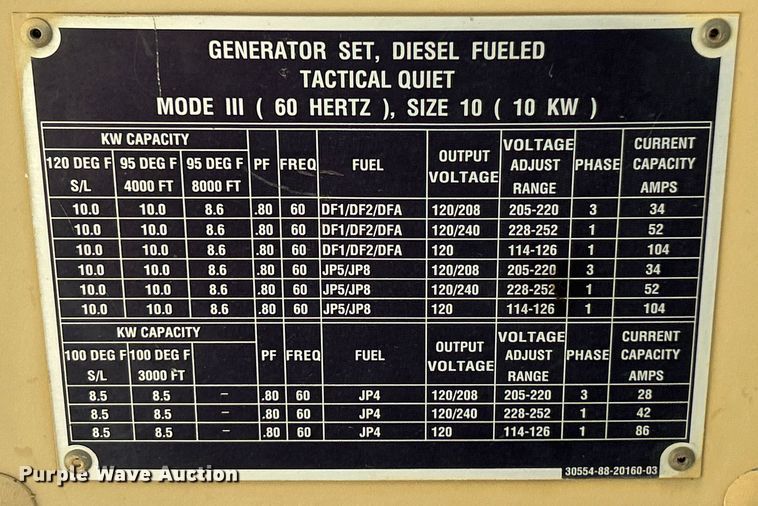 GENERATOR SET, DIESEL FUELED
TACTICAL QUIET
MODE III ( 60 HERTZ ), SIZE 10 ( 10 KW )
KW CAPACITY PF FREQ FUEL OUTPUT VOLTAGE VOLTAGE ADJUST RANGE PHASE CURRENT CAPACITY AMPS
120 DEG F S/L 95 DEG F 4000 FT 95 DEG F 8000 FT
10.0 10.0 8.6 .80 60 DF1/DF2/DFA 120/208 205-220 3 34
10.0 10.0 8.6 .80 60 DF1/DF2/DFA 120/240 228-252 1 52
10.0 10.0 8.6 .80 60 DF1/DF2/DFA 120 114-126 1 104
10.0 10.0 8.6 .80 60 JP5/JP8 120/208 205-220 3 34
10.0 10.0 8.6 .80 60 JP5/JP8 120/240 228-252 1 52
10.0 10.0 8.6 .80 60 JP5/JP8 120 114-126 1 104
KW CAPACITY PF FREQ FUEL OUTPUT VOLTAGE VOLTAGE ADJUST RANGE PHASE CURRENT CAPACITY AMPS
100 DEG F S/L 100 DEG F 3000 FT
8.5 8.5 – .80 60 JP4 120/208 205-220 3 28
8.5 8.5 – .80 60 JP4 120/240 228-252 1 42
8.5 8.5 – .80 60 JP4 120 114-126 1 86
30554-88-20160-03
Purple Wave Auction